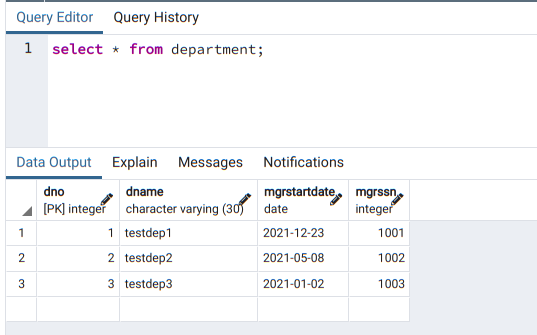 Query Editor Query History
1 select * from department;
Data Output Explain Messages Notifications
dno dname mgrstartdate mgrssn
[PK] integer character varying (30) date integer
1 1 testdep1 2021-12-23 1001
2 2 testdep2 2021-05-08 1002
3 3 testdep3 2021-01-02 1003